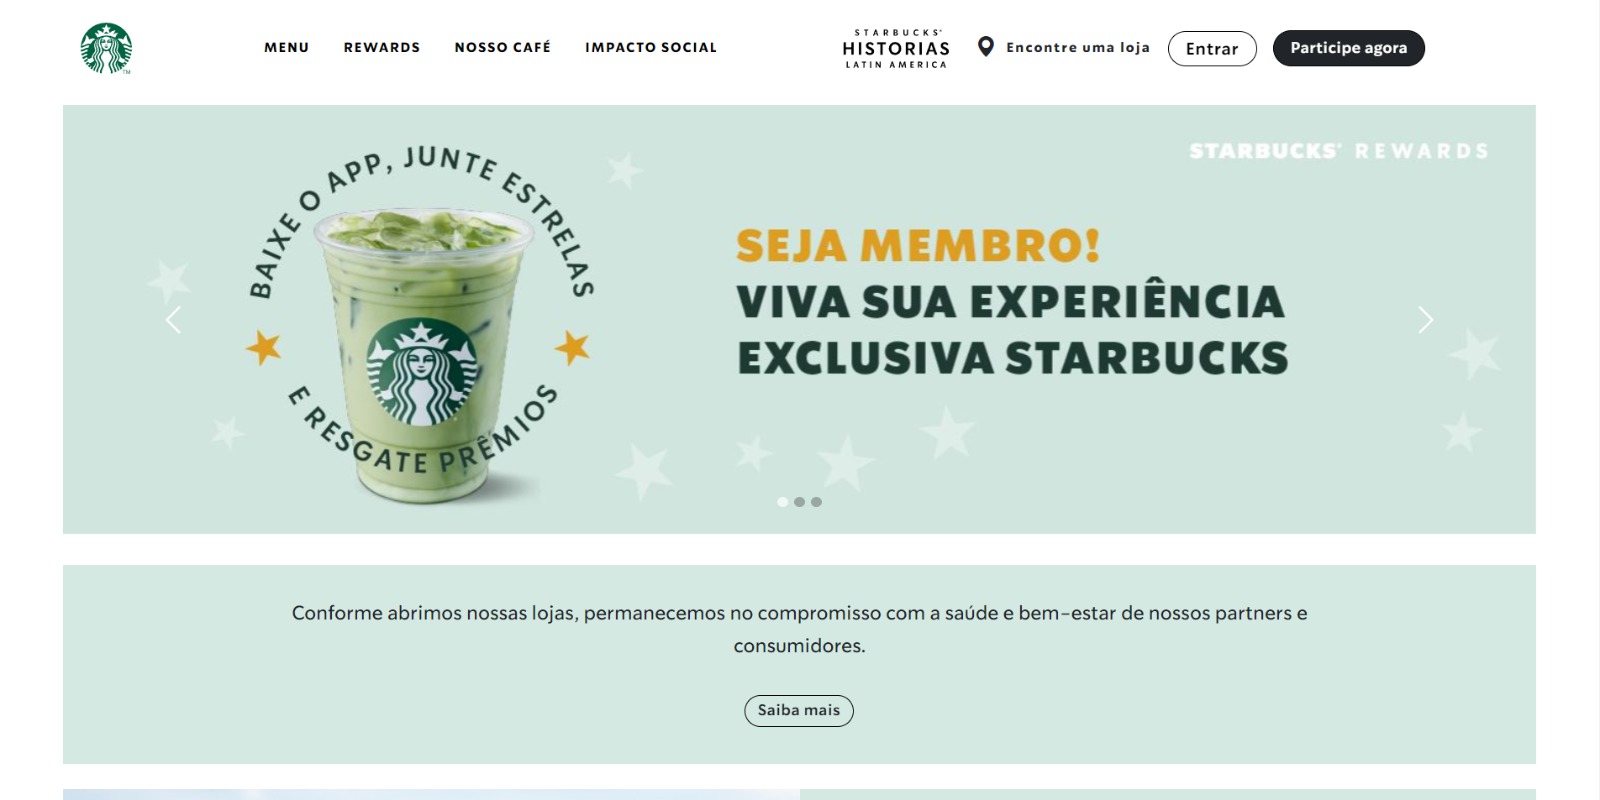 MENU
REWARDS
NOSSO CAFÉ
IMPACTO SOCIAL
STARBUCKS®
HISTORIAS
LATIN AMERICA
Encontre uma loja
Entrar
Participe agora
TM
BAIXE O APP, JUNTE ESTRELAS
E RESGATE PRÊMIOS
STARBUCKS® REWARDS
SEJA MEMBRO!
VIVA SUA EXPERIÊNCIA
EXCLUSIVA STARBUCKS
Conforme abrimos nossas lojas, permanecemos no compromisso com a saúde e bem-estar de nossos partners e
consumidores.
Saiba mais